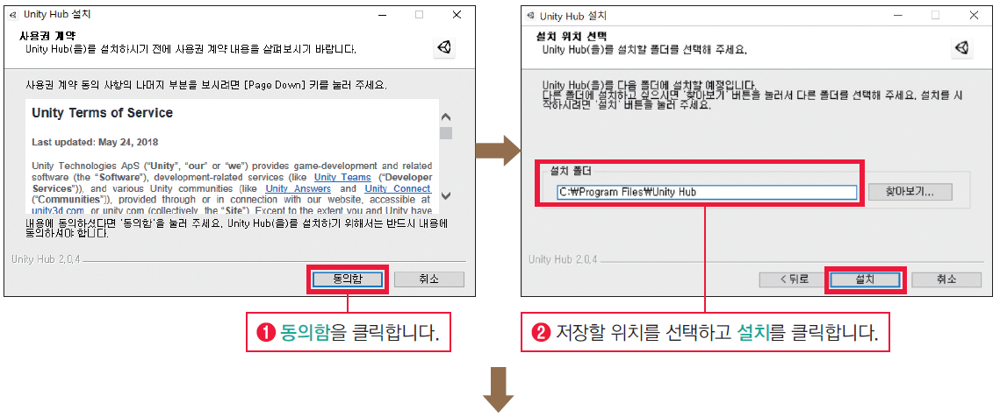 Unity Hub 설치
사용권 계약
Unity Hub(을)를 설치하시기 전에 사용권 계약 내용을 살펴보시기 바랍니다.
사용권 계약 동의 사항의 나머지 부분을 보시려면 [Page Down] 키를 눌러 주세요.
Unity Terms of Service
Last updated: May 24, 2018
Unity Technologies ApS (“Unity”, “our” or “we”) provides game-development and related
software (the “Software”), development-related services (like Unity Teams (“Developer
Services”)), and various Unity communities (like Unity Answers and Unity Connect
(“Communities”)), provided through or in connection with our website, accessible at
unity3d.com or unity.com (collectively, the “Site”). Except to the extent you and Unity have
내용에 동의하셨다면 '동의함'을 눌러 주세요. Unity Hub(을)를 설치하기 위해서는 반드시 내용에
동의하셔야 합니다.
Unity Hub 2.0.4
동의함
취소
❶ 동의함을 클릭합니다.
Unity Hub 설치
설치 위치 선택
Unity Hub(을)를 설치할 폴더를 선택해 주세요.
Unity Hub(을)를 다음 폴더에 설치할 예정입니다.
다른 폴더에 설치하고 싶으시면 '찾아보기' 버튼을 눌러서 다른 폴더를 선택해 주세요. 설치를 시
작하시려면 '설치' 버튼을 눌러 주세요.
설치 폴더
C:₩Program Files₩Unity Hub
찾아보기...
Unity Hub 2.0.4
< 뒤로
설치
취소
❷ 저장할 위치를 선택하고 설치를 클릭합니다.